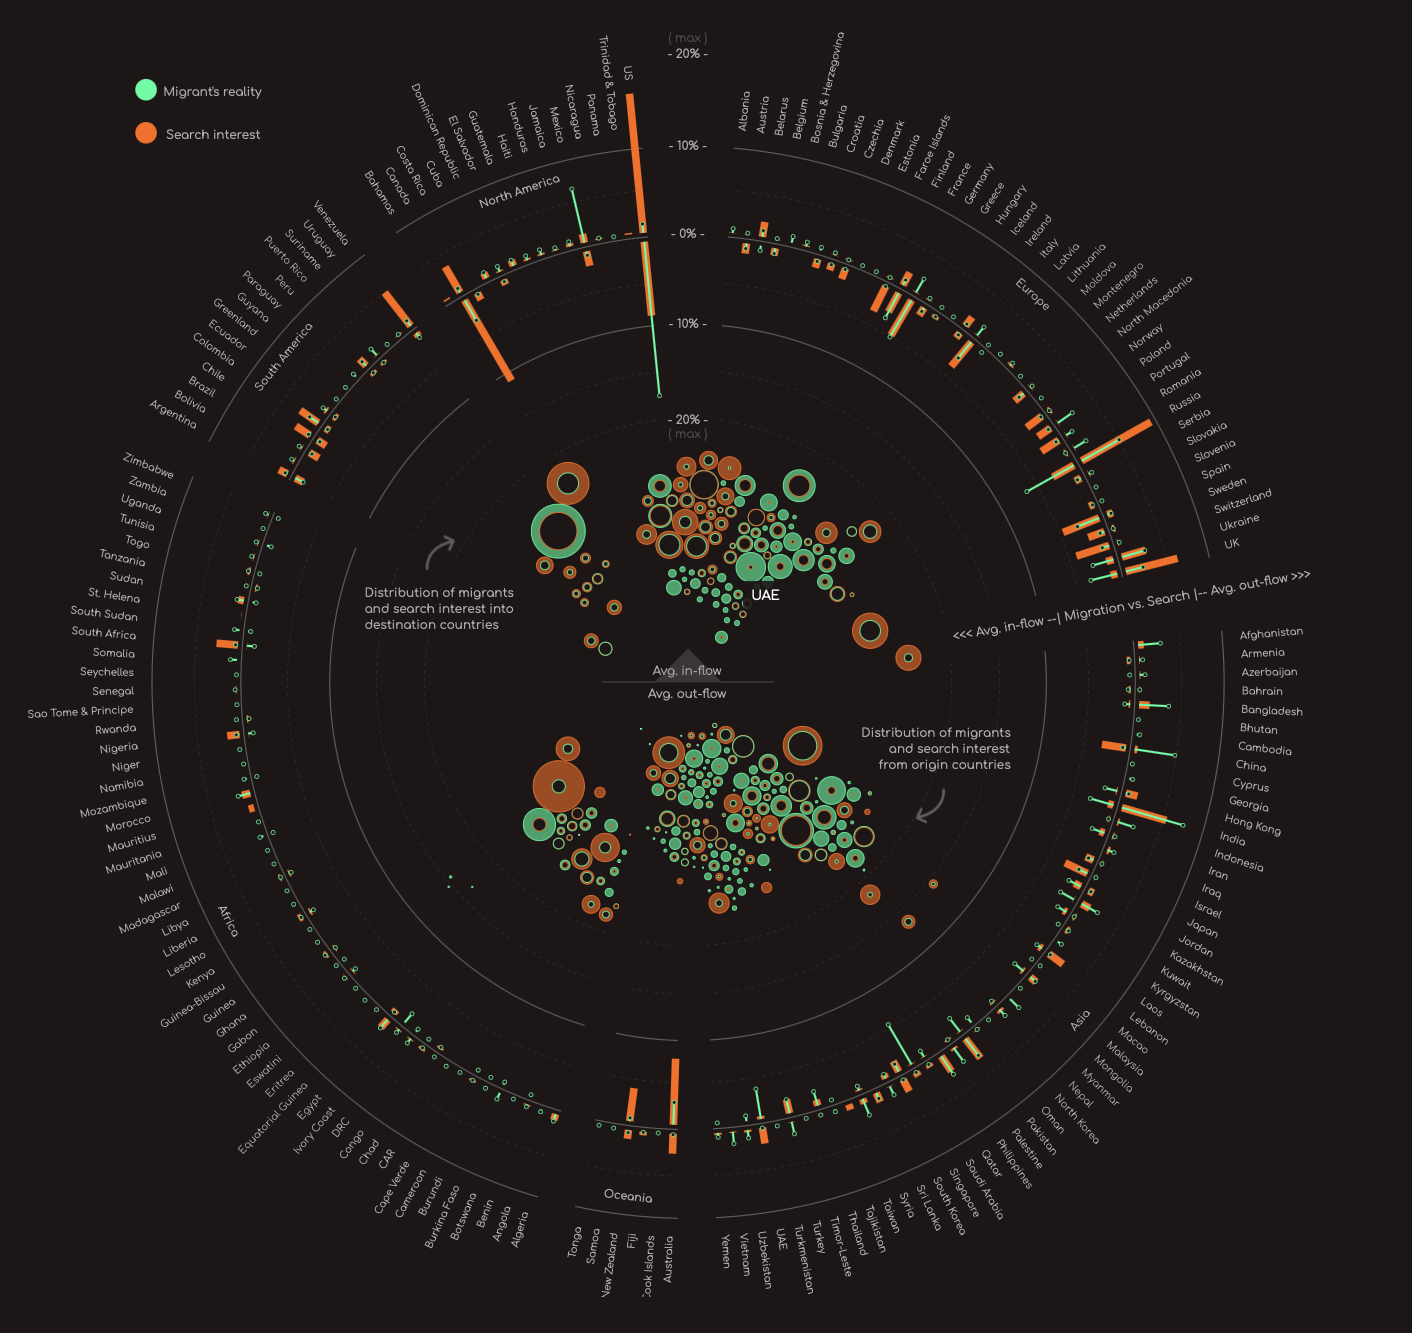 ( max )
- 20% -
Migrant's reality
Search interest
- 10% -
- 0% -
- 10% -
- 20% -
( max )
North America
Bahamas
Canada
Costa Rica
Cuba
Dominican Republic
El Salvador
Guatemala
Haiti
Honduras
Jamaica
Mexico
Nicaragua
Panama
Trinidad & Tobago
US
Europe
Albania
Austria
Belarus
Belgium
Bosnia & Herzegovina
Bulgaria
Croatia
Czechia
Denmark
Estonia
Faroe Islands
Finland
France
Germany
Greece
Hungary
Iceland
Ireland
Italy
Latvia
Lithuania
Moldova
Montenegro
Netherlands
North Macedonia
Norway
Poland
Portugal
Romania
Russia
Serbia
Slovakia
Slovenia
Spain
Sweden
Switzerland
Ukraine
UK
<<< Avg. in-flow --| Migration vs. Search |-- Avg. out-flow >>>
Asia
Afghanistan
Armenia
Azerbaijan
Bahrain
Bangladesh
Bhutan
Cambodia
China
Cyprus
Georgia
Hong Kong
India
Indonesia
Iran
Iraq
Israel
Japan
Jordan
Kazakhstan
Kuwait
Kyrgyzstan
Laos
Lebanon
Macao
Malaysia
Mongolia
Myanmar
Nepal
North Korea
Oman
Pakistan
Palestine
Philippines
Qatar
Saudi Arabia
Singapore
South Korea
Sri Lanka
Syria
Taiwan
Tajikistan
Thailand
Timor-Leste
Turkey
Turkmenistan
UAE
Uzbekistan
Vietnam
Yemen
Oceania
Australia
Cook Islands
Fiji
New Zealand
Samoa
Tonga
Africa
Algeria
Angola
Benin
Botswana
Burkina Faso
Burundi
Cameroon
Cape Verde
CAR
Chad
Congo
DRC
Ivory Coast
Egypt
Equatorial Guinea
Eritrea
Eswatini
Ethiopia
Gabon
Ghana
Guinea
Guinea-Bissau
Kenya
Lesotho
Liberia
Libya
Madagascar
Malawi
Mali
Mauritania
Mauritius
Morocco
Mozambique
Namibia
Niger
Nigeria
Rwanda
Sao Tome & Principe
Senegal
Seychelles
Somalia
South Africa
South Sudan
St. Helena
Sudan
Tanzania
Togo
Tunisia
Uganda
Zambia
Zimbabwe
South America
Argentina
Bolivia
Brazil
Chile
Colombia
Ecuador
Greenland
Guyana
Paraguay
Peru
Puerto Rico
Suriname
Uruguay
Venezuela
Distribution of migrants
and search interest into
destination countries
UAE
Avg. in-flow
Avg. out-flow
Distribution of migrants
and search interest
from origin countries